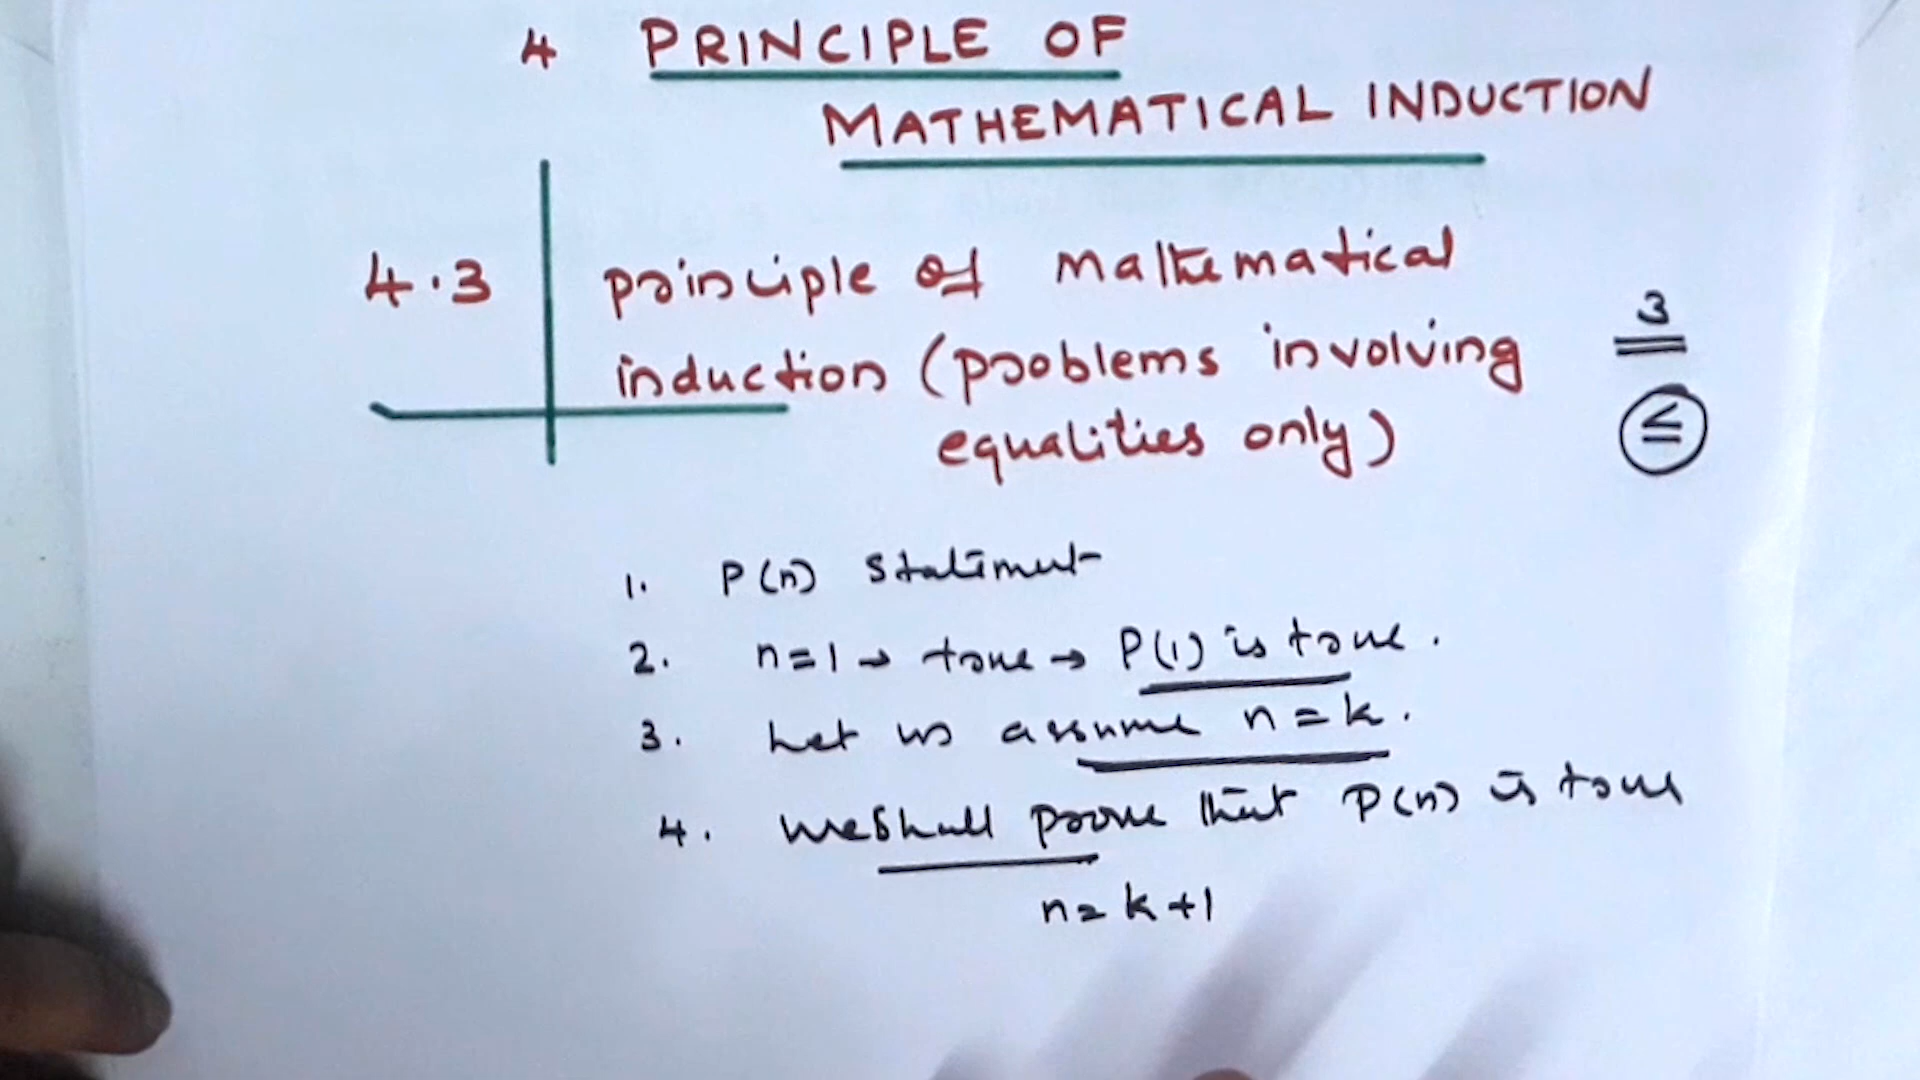 4 PRINCIPLE OF
MATHEMATICAL INDUCTION
4.3 principle of mathematical
induction (problems involving
equalities only)
3
≤
1. P(n) statement
2. n=1 → true → P(1) is true.
3. Let us assume n=k.
4. We shall prove that P(n) is true
n=k+1